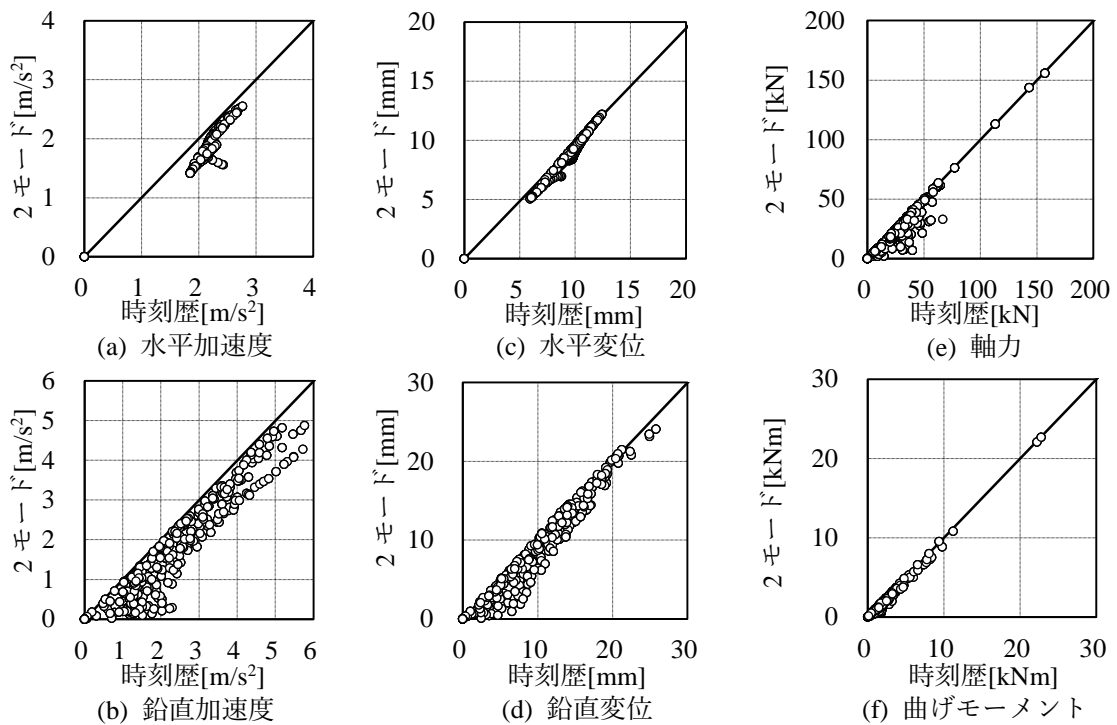 4
3
2
1
0
2 モード[m/s²]
0 1 2 3 4
時刻歴[m/s²]
(a) 水平加速度
20
15
10
5
0
2 モード[mm]
0 5 10 15 20
時刻歴[mm]
(c) 水平変位
200
150
100
50
0
2 モード[kN]
0 50 100 150 200
時刻歴[kN]
(e) 軸力
6
5
4
3
2
1
0
2 モード[m/s²]
0 1 2 3 4 5 6
時刻歴[m/s²]
(b) 鉛直加速度
30
20
10
0
2 モード[mm]
0 10 20 30
時刻歴[mm]
(d) 鉛直変位
30
20
10
0
2 モード[kNm]
0 10 20 30
時刻歴[kNm]
(f) 曲げモーメント